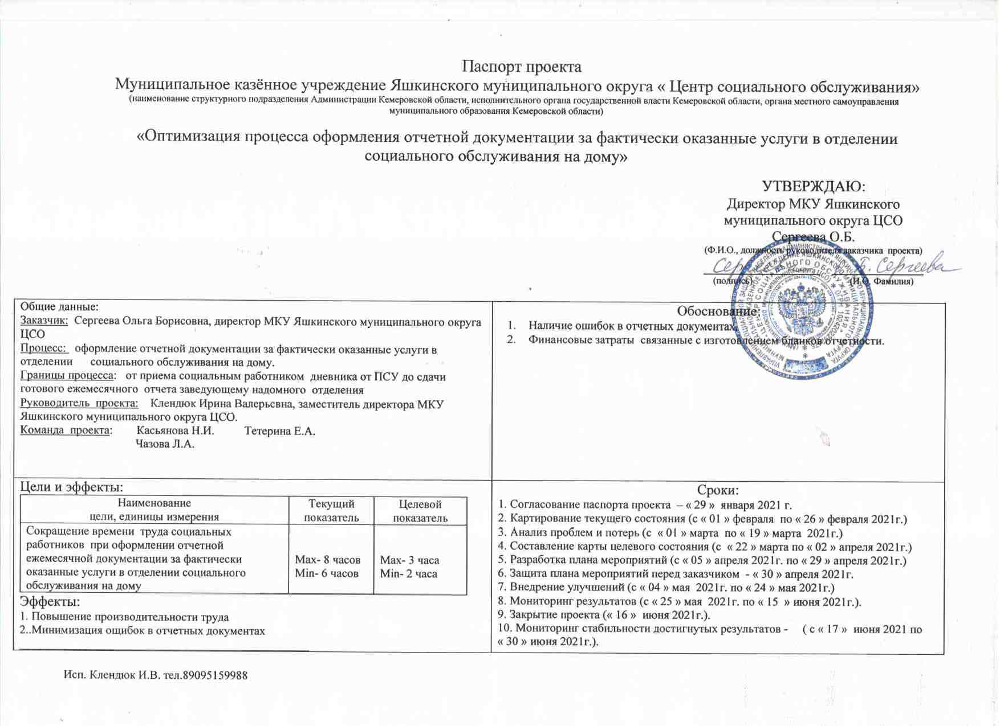 Паспорт проекта
Муниципальное казённое учреждение Яшкинского муниципального округа « Центр социального обслуживания»
(наименование структурного подразделения Администрации Кемеровской области, исполнительного органа государственной власти Кемеровской области, органа местного самоуправления
муниципального образования Кемеровской области)
«Оптимизация процесса оформления отчетной документации за фактически оказанные услуги в отделении
социального обслуживания на дому»
УТВЕРЖДАЮ:
Директор МКУ Яшкинского
муниципального округа ЦСО
Сергеева О.Б.
(Ф.И.О., должность руководителя заказчика проекта)
Б. Сергеева
(подпись) (И.О. Фамилия)
Общие данные:
Заказчик: Сергеева Ольга Борисовна, директор МКУ Яшкинского муниципального округа
ЦСО
Процесс: оформление отчетной документации за фактически оказанные услуги в
отделении социального обслуживания на дому.
Границы процесса: от приема социальным работником дневника от ПСУ до сдачи
готового ежемесячного отчета заведующему надомного отделения
Руководитель проекта: Клендюк Ирина Валерьевна, заместитель директора МКУ
Яшкинского муниципального округа ЦСО.
Команда проекта: Касьянова Н.И. Тетерина Е.А.
Чазова Л.А.
Обоснование:
1. Наличие ошибок в отчетных документах.
2. Финансовые затраты связанные с изготовлением бланков отчетности.
Цели и эффекты:
Наименование
цели, единицы измерения
Текущий
показатель
Целевой
показатель
Сокращение времени труда социальных
работников при оформлении отчетной
ежемесячной документации за фактически
оказанные услуги в отделении социального
обслуживания на дому
Max- 8 часов
Min- 6 часов
Max- 3 часа
Min- 2 часа
Эффекты:
1. Повышение производительности труда
2..Минимизация ощибок в отчетных документах
Сроки:
1. Согласование паспорта проекта – « 29 » января 2021 г.
2. Картирование текущего состояния (с « 01 » февраля по « 26 » февраля 2021г.)
3. Анализ проблем и потерь (с « 01 » марта по « 19 » марта 2021г.)
4. Составление карты целевого состояния (с « 22 » марта по « 02 » апреля 2021г.)
5. Разработка плана мероприятий (с « 05 » апреля 2021г. по « 29 » апреля 2021г.)
6. Защита плана мероприятий перед заказчиком - « 30 » апреля 2021г.
7. Внедрение улучшений (с « 04 » мая 2021г. по « 24 » мая 2021г.)
8. Мониторинг результатов (с « 25 » мая 2021г. по « 15 » июня 2021г.).
9. Закрытие проекта (« 16 » июня 2021г.).
10. Мониторинг стабильности достигнутых результатов - ( с « 17 » июня 2021 по
« 30 » июня 2021г.).
Исп. Клендюк И.В. тел.89095159988